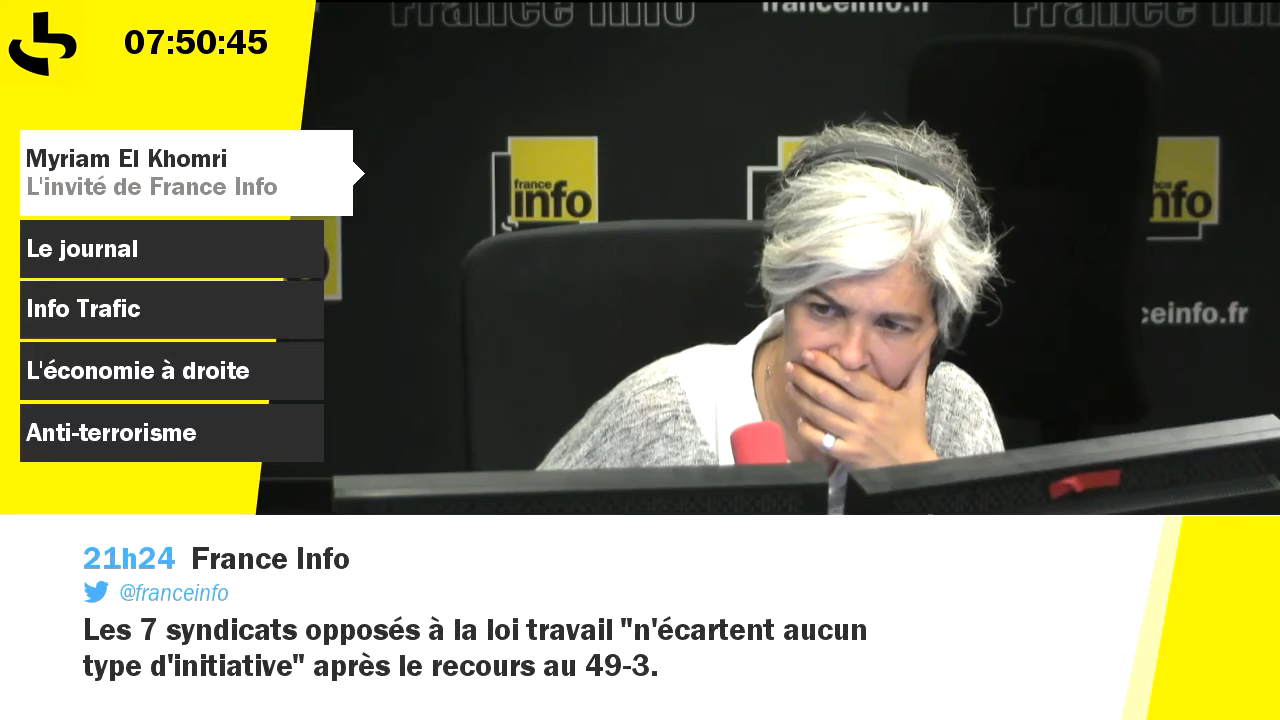 07:50:45
France Info
franceinfo.fr
France Info
Myriam El Khomri
L'invité de France Info
Le journal
Info Trafic
L'économie à droite
Anti-terrorisme
france
info
info
ceinfo.fr
21h24 France Info
@franceinfo
Les 7 syndicats opposés à la loi travail "n'écartent aucun
type d'initiative" après le recours au 49-3.